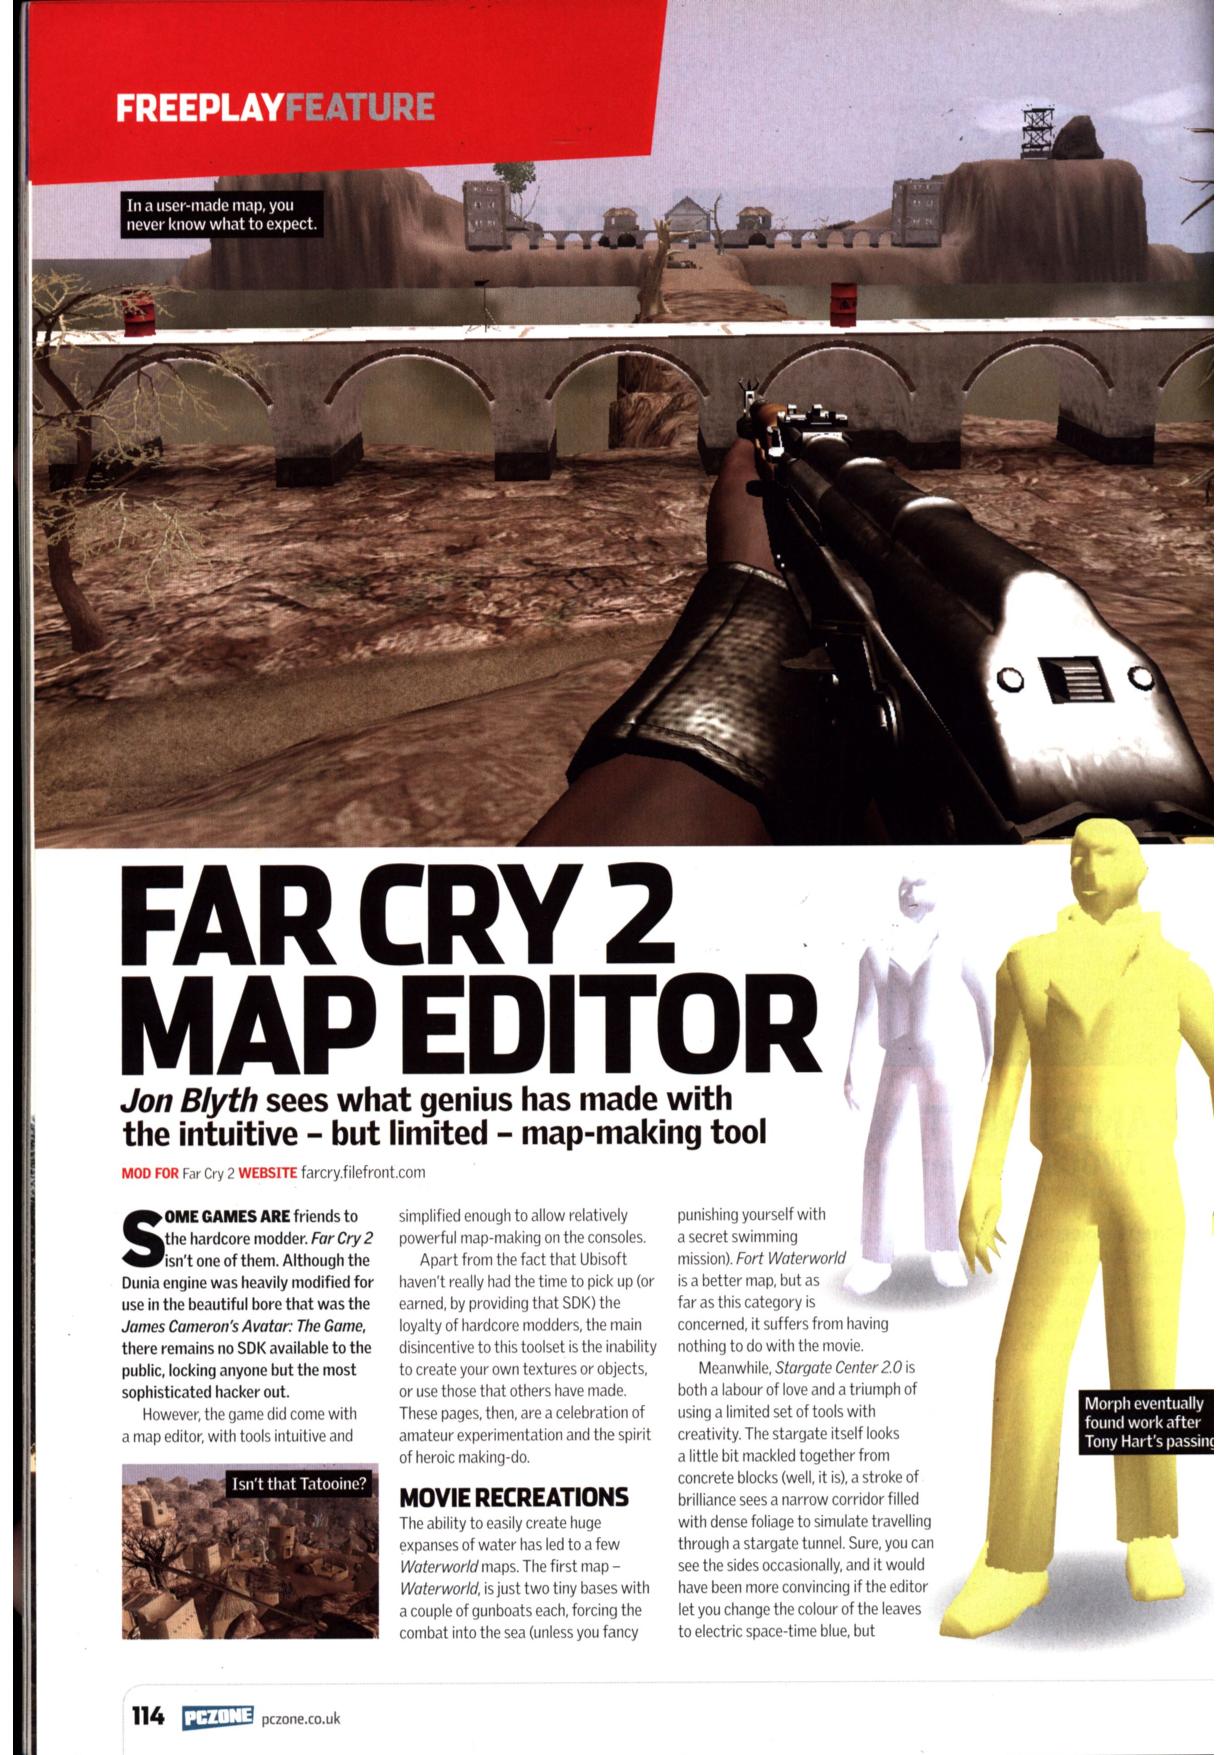 FREEPLAYFEATURE
In a user-made map, you
never know what to expect.
FAR CRY 2
MAP EDITOR
Jon Blyth sees what genius has made with
the intuitive – but limited – map-making tool
MOD FOR Far Cry 2 WEBSITE farcry.filefront.com
SOME GAMES ARE friends to
the hardcore modder. Far Cry 2
isn't one of them. Although the
Dunia engine was heavily modified for
use in the beautiful bore that was the
James Cameron's Avatar: The Game,
there remains no SDK available to the
public, locking anyone but the most
sophisticated hacker out.
However, the game did come with
a map editor, with tools intuitive and
Isn't that Tatooine?
simplified enough to allow relatively
powerful map-making on the consoles.
Apart from the fact that Ubisoft
haven't really had the time to pick up (or
earned, by providing that SDK) the
loyalty of hardcore modders, the main
disincentive to this toolset is the inability
to create your own textures or objects,
or use those that others have made.
These pages, then, are a celebration of
amateur experimentation and the spirit
of heroic making-do.
MOVIE RECREATIONS
The ability to easily create huge
expanses of water has led to a few
Waterworld maps. The first map –
Waterworld, is just two tiny bases with
a couple of gunboats each, forcing the
combat into the sea (unless you fancy
punishing yourself with
a secret swimming
mission). Fort Waterworld
is a better map, but as
far as this category is
concerned, it suffers from having
nothing to do with the movie.
Meanwhile, Stargate Center 2.0 is
both a labour of love and a triumph of
using a limited set of tools with
creativity. The stargate itself looks
a little bit mackled together from
concrete blocks (well, it is), a stroke of
brilliance sees a narrow corridor filled
with dense foliage to simulate travelling
through a stargate tunnel. Sure, you can
see the sides occasionally, and it would
have been more convincing if the editor
let you change the colour of the leaves
to electric space-time blue, but
Morph eventually
found work after
Tony Hart's passing
114 PCZONE pczone.co.uk